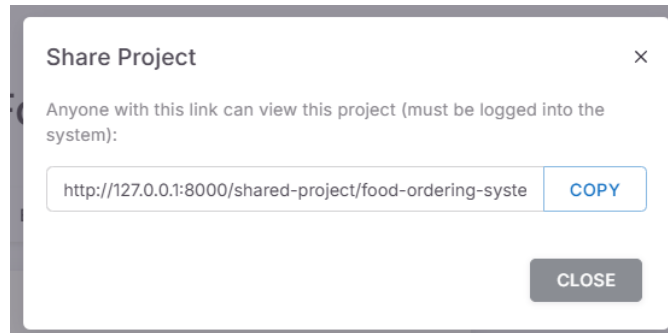 Share Project
Anyone with this link can view this project (must be logged into the
system):
http://127.0.0.1:8000/shared-project/food-ordering-syste
COPY
CLOSE